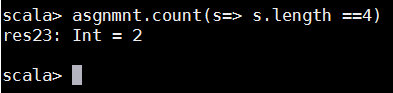 scala> asgnmnt.count(s=> s.length ==4)
res23: Int = 2
scala>